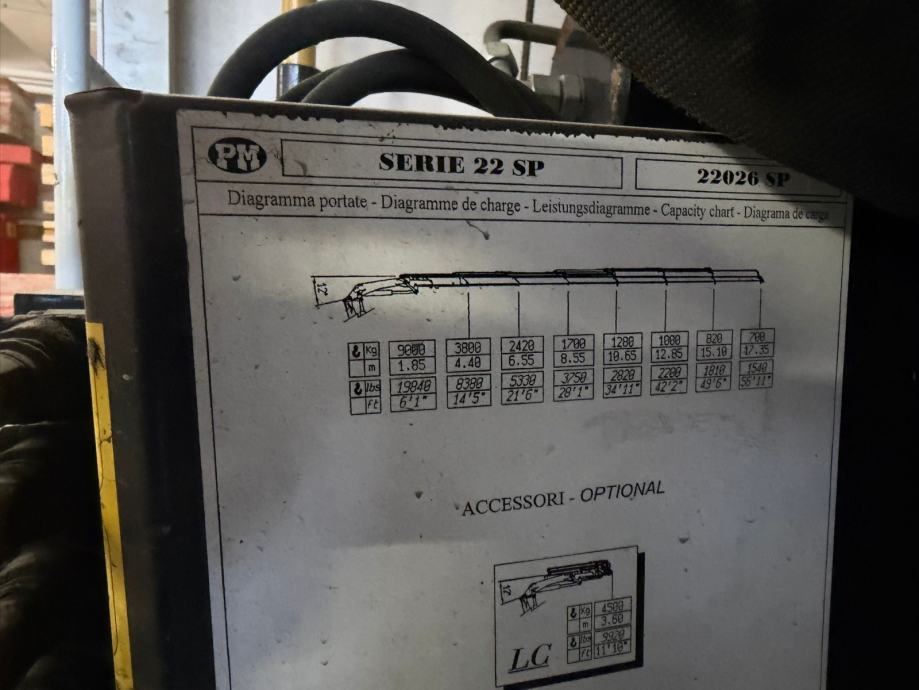 PM
SERIE 22 SP
22026 SP
Diagramma portate - Diagramme de charge - Leistungsdiagramme - Capacity chart - Diagrama de carga
12°
Kg 9000 3800 2420 1700 1280 1000 820 700
m 1.85 4.40 6.55 8.55 10.65 12.85 15.10 17.35
lbs 19840 8380 5330 3750 2820 2200 1810 1540
ft 6'1" 14'5" 21'6" 28'1" 34'11" 42'2" 49'6" 56'11"
ACCESSORI - OPTIONAL
12°
Kg 4500
m 3.60
lbs 9920
ft 11'10"
LC